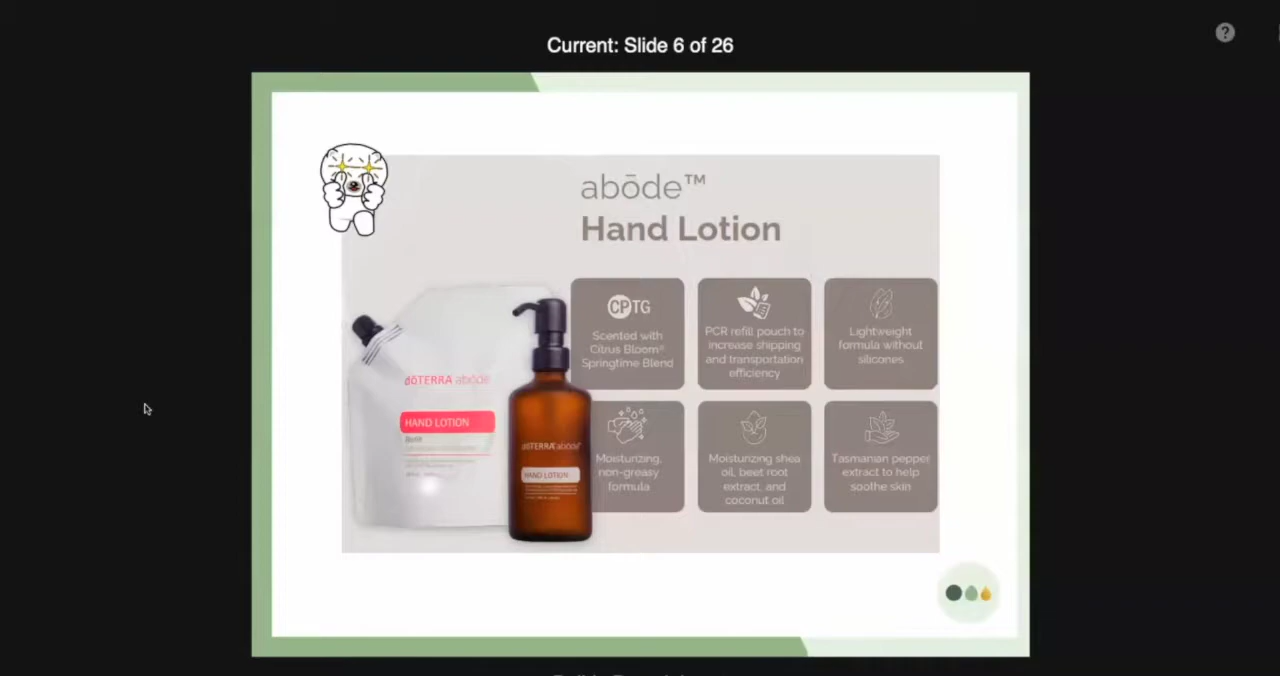 Current: Slide 6 of 26
?
abōde™
Hand Lotion
CPTG
Scented with
Citrus Bloom®
Springtime Blend
PCR refill pouch to
increase shipping
and transportation
efficiency
Lightweight
formula without
silicones
Moisturizing,
non-greasy
formula
Moisturizing shea
oil, beet root
extract, and
coconut oil
Tasmanian pepper
extract to help
soothe skin
dōTERRA abōde
HAND LOTION
Refill
dōTERRA abōde
HAND LOTION